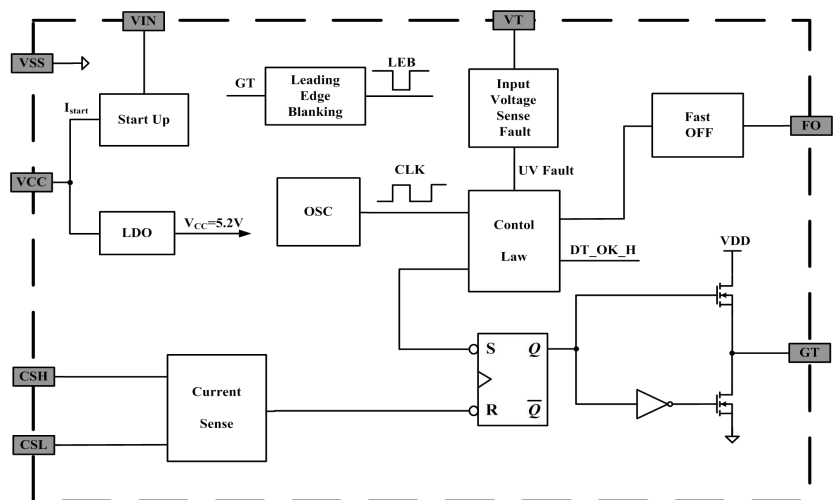 VIN
VT
VSS
LEB
GT
Leading
Edge
Blanking
Input
Voltage
Sense
Fault
Fast
OFF
FO
Istart
Start Up
UV Fault
VCC
CLK
OSC
LDO
VCC=5.2V
Contol
Law
DT_OK_H
VDD
S
Q
GT
CSH
Current
Sense
R
Q
CSL